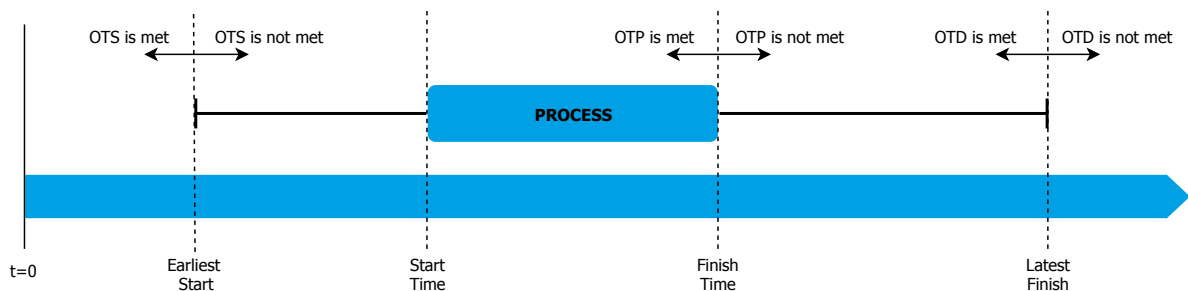 OTS is met
OTS is not met
OTP is met
OTP is not met
OTD is met
OTD is not met
PROCESS
t=0
Earliest
Start
Start
Time
Finish
Time
Latest
Finish